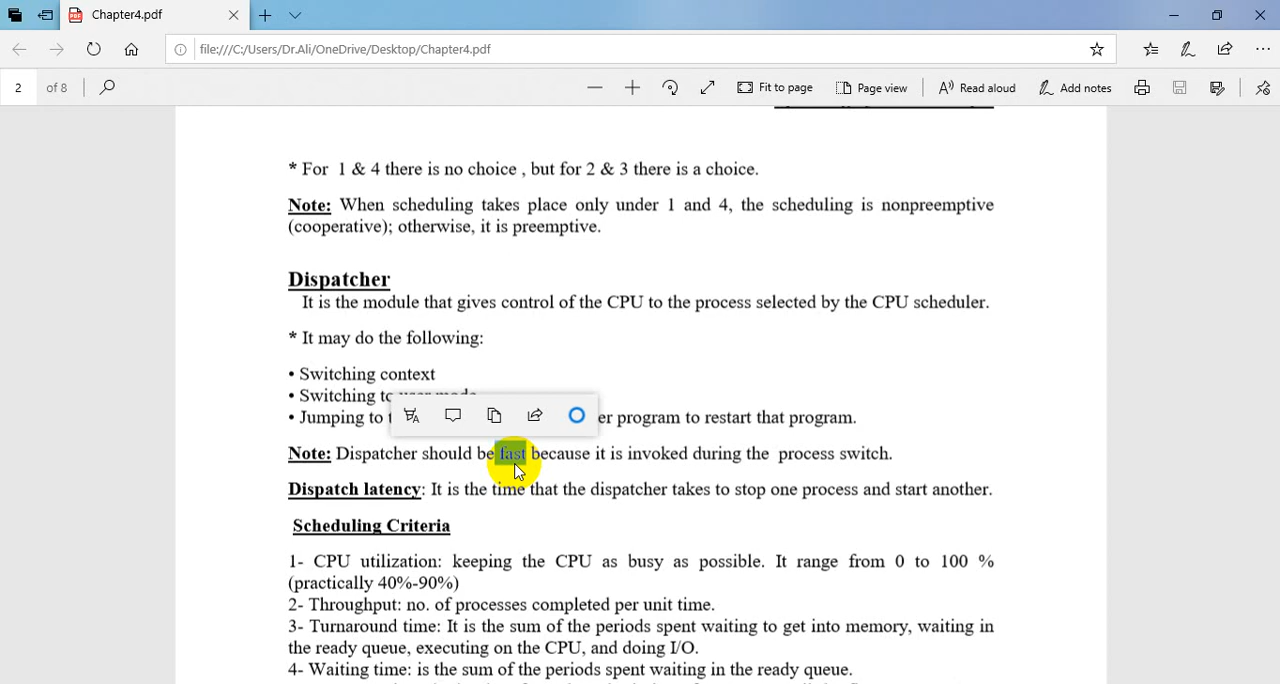 Chapter4.pdf
file:///C:/Users/Dr.Ali/OneDrive/Desktop/Chapter4.pdf
2 of 8 Fit to page Page view Read aloud Add notes
* For 1 & 4 there is no choice , but for 2 & 3 there is a choice.
Note: When scheduling takes place only under 1 and 4, the scheduling is nonpreemptive
(cooperative); otherwise, it is preemptive.
Dispatcher
It is the module that gives control of the CPU to the process selected by the CPU scheduler.
* It may do the following:
• Switching context
• Switching to user mode
• Jumping to t er program to restart that program.
Note: Dispatcher should be fast because it is invoked during the process switch.
Dispatch latency: It is the time that the dispatcher takes to stop one process and start another.
Scheduling Criteria
1- CPU utilization: keeping the CPU as busy as possible. It range from 0 to 100 %
(practically 40%-90%)
2- Throughput: no. of processes completed per unit time.
3- Turnaround time: It is the sum of the periods spent waiting to get into memory, waiting in
the ready queue, executing on the CPU, and doing I/O.
4- Waiting time: is the sum of the periods spent waiting in the ready queue.